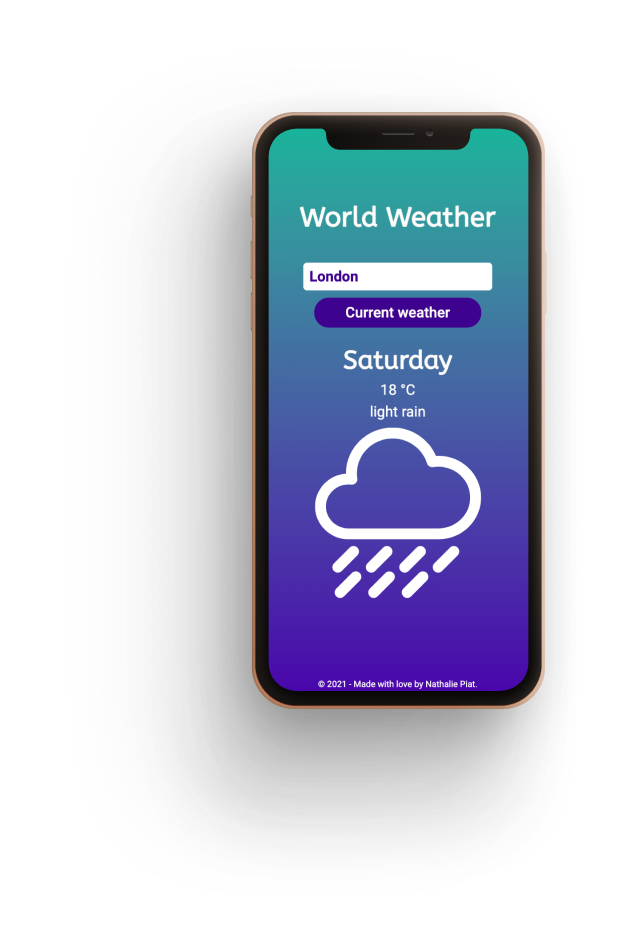 World Weather
London
Current weather
Saturday
18 °C
light rain
© 2021 - Made with love by Nathalie Piat.